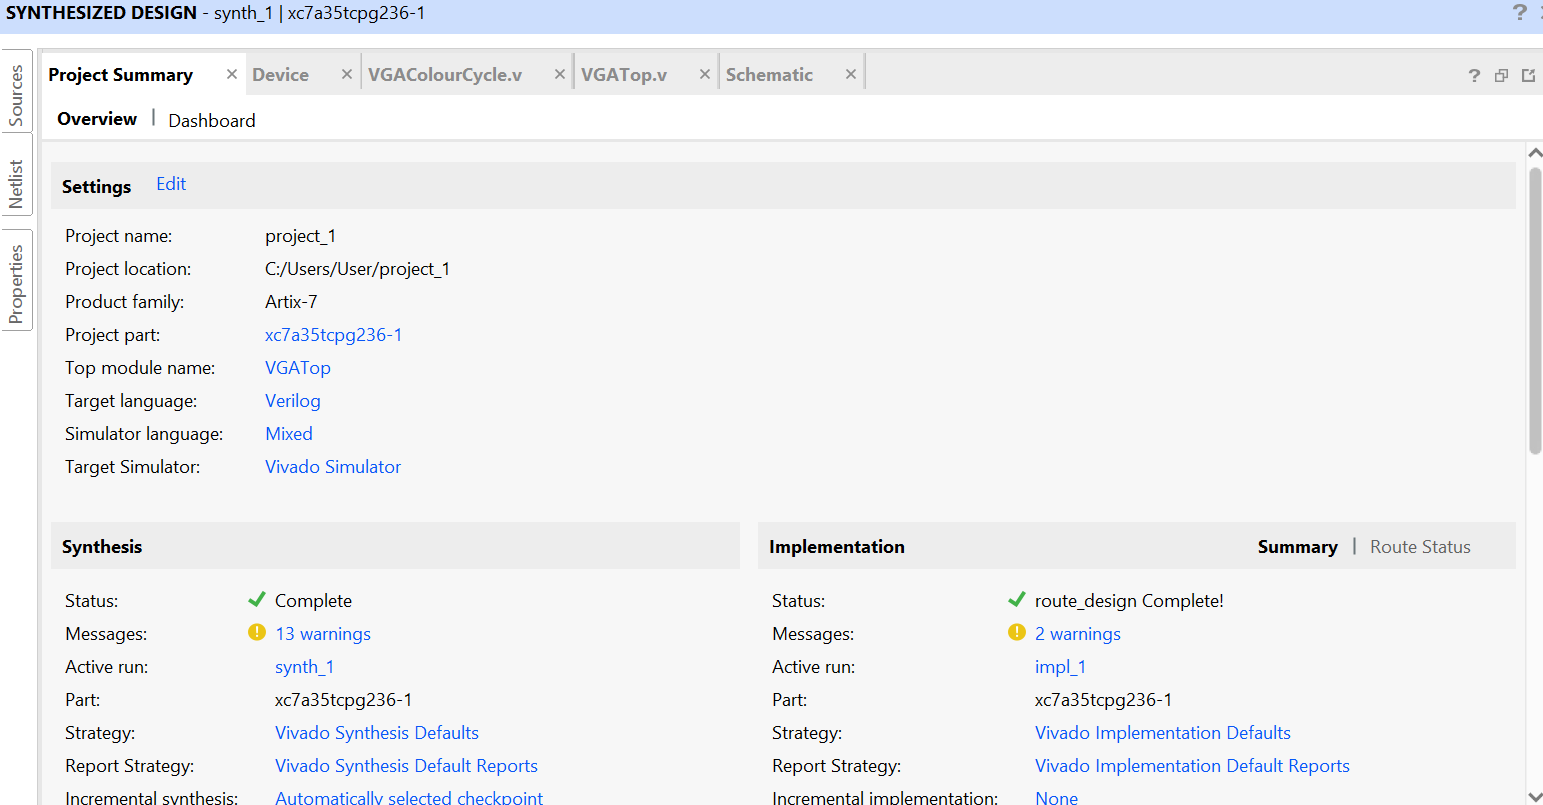 SYNTHESIZED DESIGN - synth_1 | xc7a35tcpg236-1 ?
Sources
Netlist
Properties
Project Summary × Device × VGAColourCycle.v × VGATop.v × Schematic × ?
Overview | Dashboard
Settings Edit
Project name: project_1
Project location: C:/Users/User/project_1
Product family: Artix-7
Project part: xc7a35tcpg236-1
Top module name: VGATop
Target language: Verilog
Simulator language: Mixed
Target Simulator: Vivado Simulator
Synthesis
Status: Complete
Messages: 13 warnings
Active run: synth_1
Part: xc7a35tcpg236-1
Strategy: Vivado Synthesis Defaults
Report Strategy: Vivado Synthesis Default Reports
Incremental synthesis: Automatically selected checkpoint
Implementation Summary | Route Status
Status: route_design Complete!
Messages: 2 warnings
Active run: impl_1
Part: xc7a35tcpg236-1
Strategy: Vivado Implementation Defaults
Report Strategy: Vivado Implementation Default Reports
Incremental implementation: None